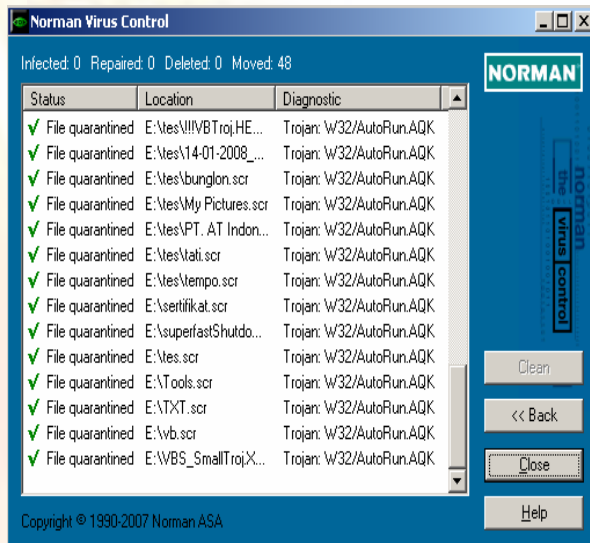 Norman Virus Control
Infected: 0 Repaired: 0 Deleted: 0 Moved: 48
NORMAN
Status Location Diagnostic
File quarantined E:\tes\!!!VBTroj.HE... Trojan: W32/AutoRun.AQK
File quarantined E:\tes\14-01-2008_... Trojan: W32/AutoRun.AQK
File quarantined E:\tes\bunglon.scr Trojan: W32/AutoRun.AQK
File quarantined E:\tes\My Pictures.scr Trojan: W32/AutoRun.AQK
File quarantined E:\tes\PT. AT Indon... Trojan: W32/AutoRun.AQK
File quarantined E:\tes\tati.scr Trojan: W32/AutoRun.AQK
File quarantined E:\tes\tempo.scr Trojan: W32/AutoRun.AQK
File quarantined E:\sertifikat.scr Trojan: W32/AutoRun.AQK
File quarantined E:\superfastShutdo... Trojan: W32/AutoRun.AQK
File quarantined E:\tes.scr Trojan: W32/AutoRun.AQK
File quarantined E:\Tools.scr Trojan: W32/AutoRun.AQK
File quarantined E:\TXT.scr Trojan: W32/AutoRun.AQK
File quarantined E:\vb.scr Trojan: W32/AutoRun.AQK
File quarantined E:\VBS_SmallTroj.X... Trojan: W32/AutoRun.AQK
norman
the virus control
Clean
<< Back
Close
Help
Copyright © 1990-2007 Norman ASA